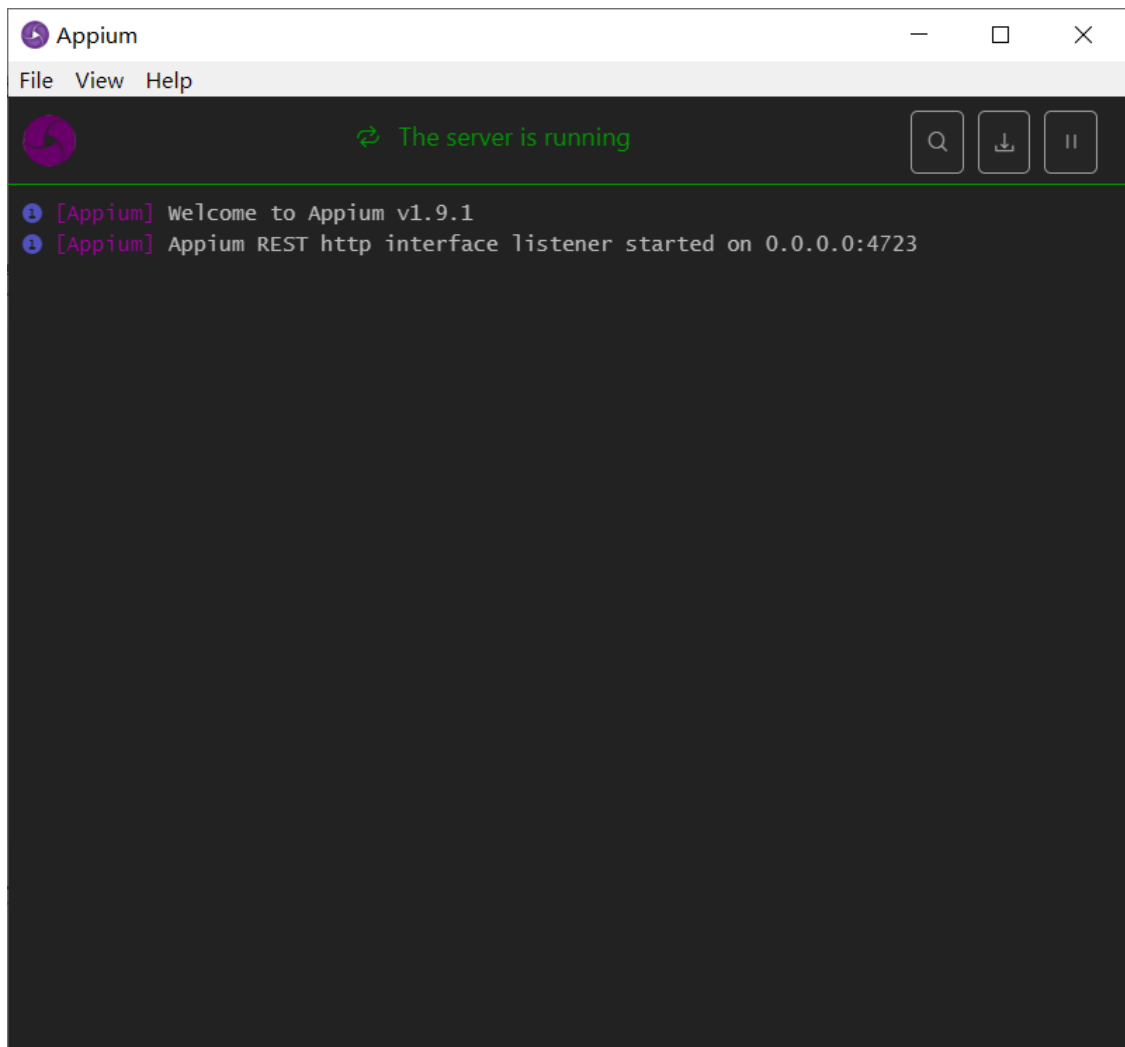 Appium
File View Help
The server is running
[Appium] Welcome to Appium v1.9.1
[Appium] Appium REST http interface listener started on 0.0.0.0:4723